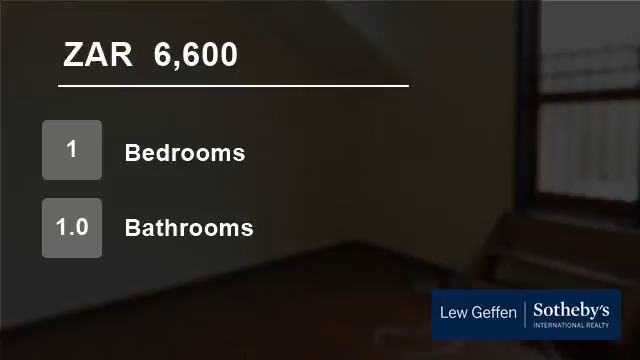 ZAR 6,600
1 Bedrooms
1.0 Bathrooms
Lew Geffen | Sotheby's
INTERNATIONAL REALTY